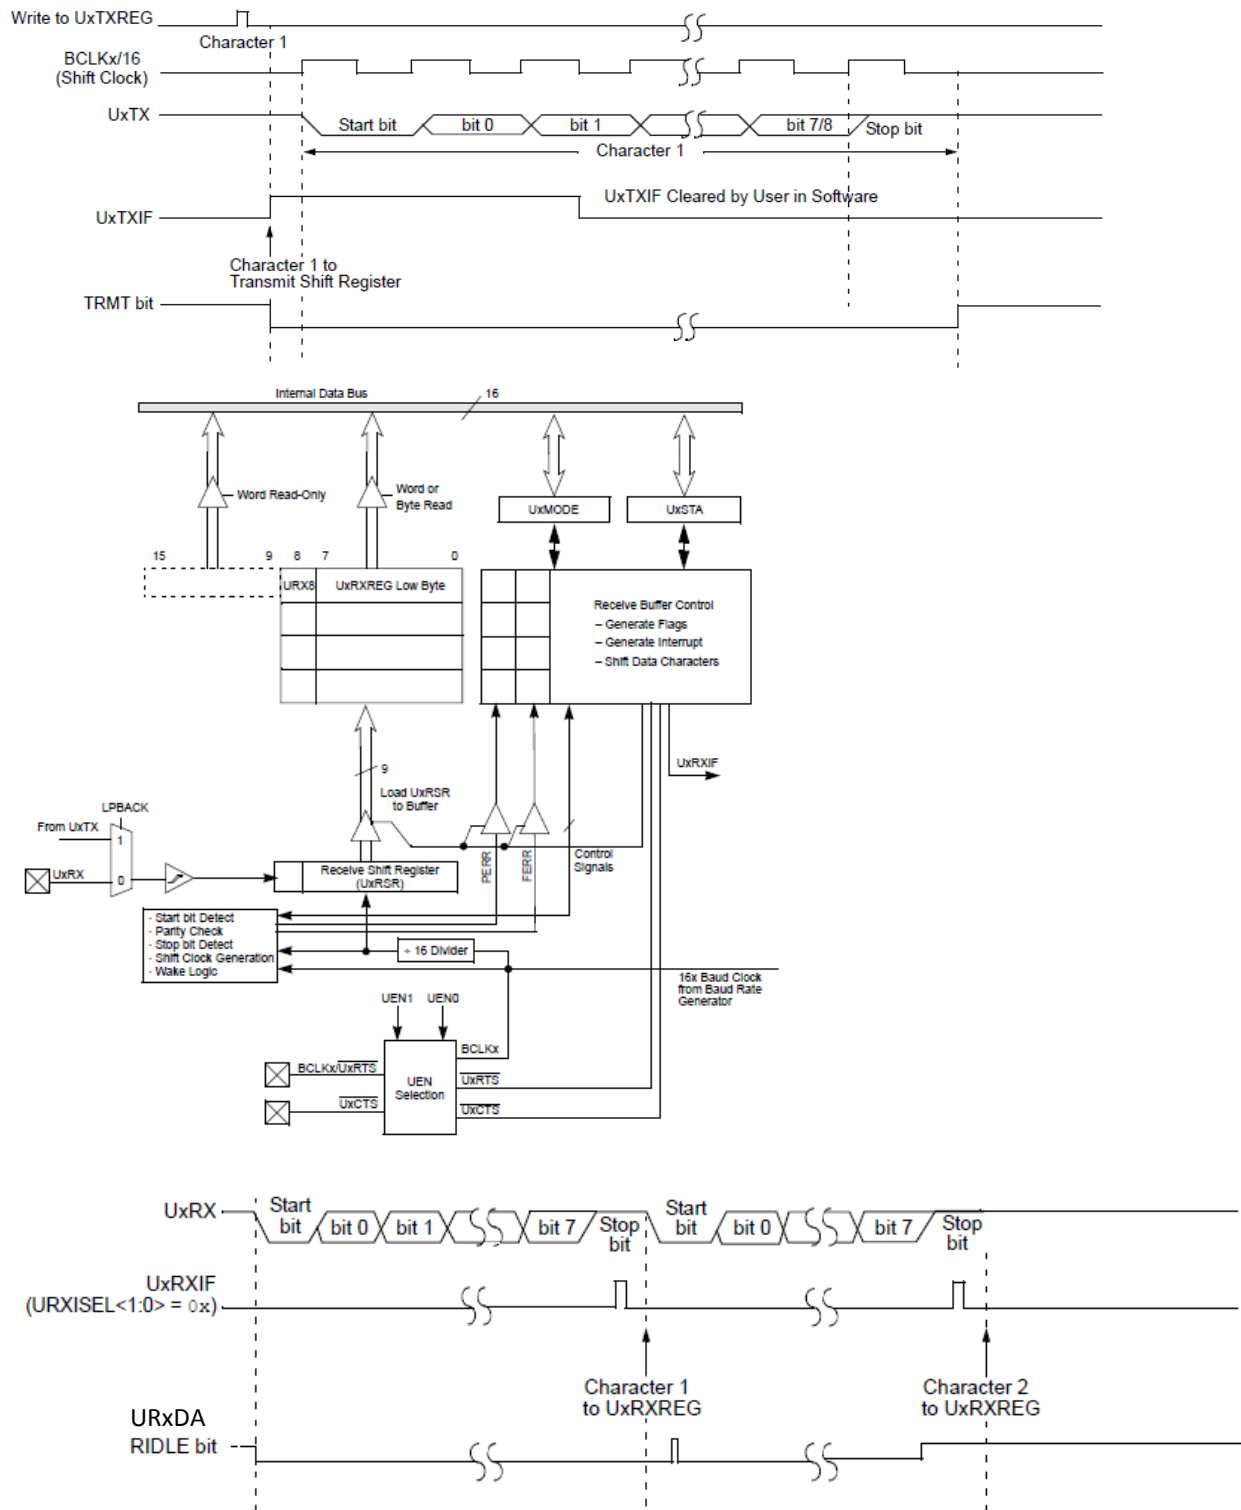 Write to UxTXREG
Character 1
BCLKx/16
(Shift Clock)
UxTX
Start bit
bit 0
bit 1
bit 7/8
Stop bit
Character 1
UxTXIF
UxTXIF Cleared by User in Software
Character 1 to
Transmit Shift Register
TRMT bit
Internal Data Bus
16
Word Read-Only
Word or
Byte Read
UxMODE
UxSTA
15
9
8
7
0
URX8
UxRXREG Low Byte
Receive Buffer Control
– Generate Flags
– Generate Interrupt
– Shift Data Characters
UxRXIF
9
Load UxRSR
to Buffer
LPBACK
From UxTX
1
UxRX
0
Receive Shift Register
(UxRSR)
PERR
FERR
Control
Signals
- Start bit Detect
- Parity Check
- Stop bit Detect
- Shift Clock Generation
- Wake Logic
÷ 16 Divider
16x Baud Clock
from Baud Rate
Generator
UEN1
UEN0
BCLKx
BCLKx/UxRTS
UEN
Selection
UxRTS
UxCTS
UxCTS
UxRX
Start
bit
bit 0
bit 1
bit 7
Stop
bit
Start
bit
bit 0
bit 7
Stop
bit
UxRXIF
(URXISEL<1:0> = 0x)
Character 1
to UxRXREG
Character 2
to UxRXREG
URxDA
RIDLE bit